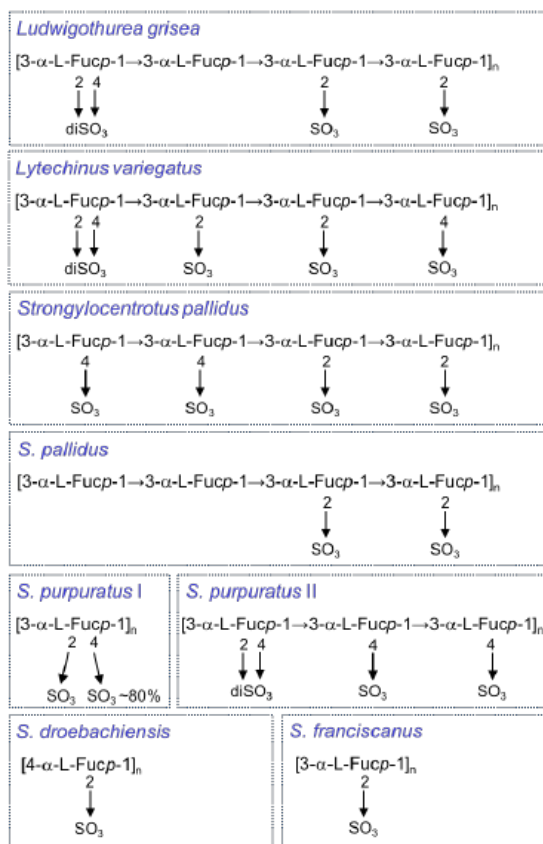 Ludwigothurea grisea
[3-α-L-Fucp-1→3-α-L-Fucp-1→3-α-L-Fucp-1→3-α-L-Fucp-1]n
2 4 2 2
diSO3 SO3 SO3
Lytechinus variegatus
[3-α-L-Fucp-1→3-α-L-Fucp-1→3-α-L-Fucp-1→3-α-L-Fucp-1]n
2 4 2 2 4
diSO3 SO3 SO3 SO3
Strongylocentrotus pallidus
[3-α-L-Fucp-1→3-α-L-Fucp-1→3-α-L-Fucp-1→3-α-L-Fucp-1]n
4 4 2 2
SO3 SO3 SO3 SO3
S. pallidus
[3-α-L-Fucp-1→3-α-L-Fucp-1→3-α-L-Fucp-1→3-α-L-Fucp-1]n
2 2
SO3 SO3
S. purpuratus I
[3-α-L-Fucp-1]n
2 4
SO3 SO3 ~80%
S. purpuratus II
[3-α-L-Fucp-1→3-α-L-Fucp-1→3-α-L-Fucp-1]n
2 4 4 4
diSO3 SO3 SO3
S. droebachiensis
[4-α-L-Fucp-1]n
2
SO3
S. franciscanus
[3-α-L-Fucp-1]n
2
SO3